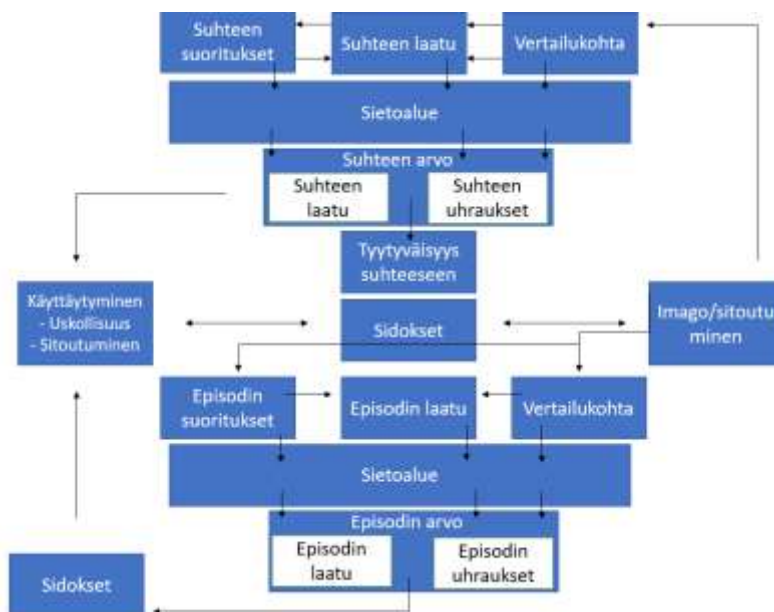 Suhteen
suoritukset
Suhteen laatu
Vertailukohta
Sietoalue
Suhteen arvo
Suhteen
laatu
Suhteen
uhraukset
Tyytyväisyys
suhteeseen
Käyttäytyminen
- Uskollisuus
- Sitoutuminen
Sidokset
Imago/sitoutu
minen
Episodin
suoritukset
Episodin laatu
Vertailukohta
Sietoalue
Episodin arvo
Episodin
laatu
Episodin
uhraukset
Sidokset